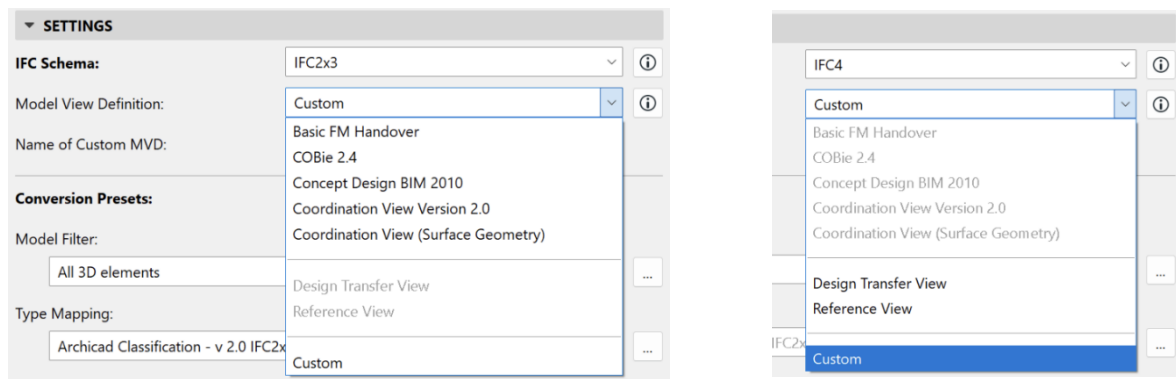 SETTINGS
IFC Schema:
IFC2x3
Model View Definition:
Custom
Basic FM Handover
Name of Custom MVD:
COBie 2.4
Concept Design BIM 2010
Conversion Presets:
Coordination View Version 2.0
Model Filter:
Coordination View (Surface Geometry)
All 3D elements
...
Design Transfer View
Type Mapping:
Reference View
Archicad Classification - v 2.0 IFC2x
...
Custom
IFC4
Custom
Basic FM Handover
COBie 2.4
Concept Design BIM 2010
Coordination View Version 2.0
Coordination View (Surface Geometry)
...
Design Transfer View
Reference View
IFC2x
...
Custom